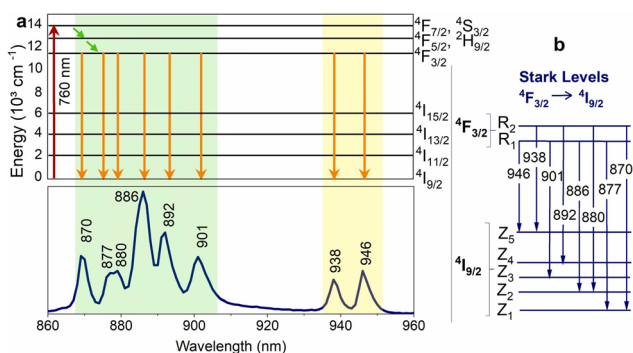 a
Energy (10³ cm⁻¹)
14
12
10
8
6
4
2
0
760 nm
⁴F₇/₂, ⁴S₃/₂
⁴F₅/₂, ²H₉/₂
⁴F₃/₂
⁴I₁₅/₂
⁴I₁₃/₂
⁴I₁₁/₂
⁴I₉/₂
870
877
880
886
892
901
938
946
860
880
900
920
940
960
Wavelength (nm)
b
Stark Levels
⁴F₃/₂ → ⁴I₉/₂
⁴F₃/₂
R₂
R₁
946
938
901
892
886
880
877
870
⁴I₉/₂
Z₅
Z₄
Z₃
Z₂
Z₁